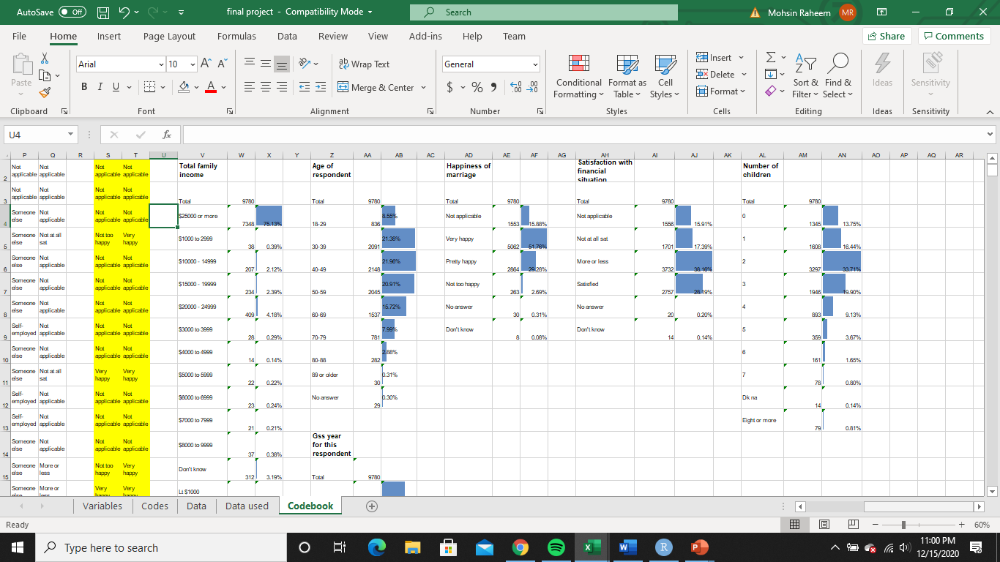 AutoSave Off final project - Compatibility Mode Search Mohsin Raheem MR
File Home Insert Page Layout Formulas Data Review View Add-ins Help Team Share Comments
Paste
Clipboard
Arial 10 A A
B I U A
Font
Wrap Text
Merge & Center
Alignment
General
$ % 9 .00
Number
Conditional Formatting
Format as Table
Cell Styles
Styles
Insert
Delete
Format
Cells
Sort & Filter
Find & Select
Editing
Ideas
Ideas
Sensitivity
Sensitivity
U4 fx
P Q R S T U V W X Y Z AA AB AC AD AE AF AG AH AI AJ AK AL AM AN AO AP AQ AR
2 Not applicable Not applicable Not applicable Not applicable Total family income Age of respondent Happiness of marriage Satisfaction with financial situation Number of children
3 Not applicable Not applicable Not applicable Not applicable Total 9780 Total 9780 Total 9780 Total 9780 Total 9780
4 Someone else Not applicable Not applicable Not applicable $25000 or more 7348 75.13% 18-29 836 8.55% Not applicable 1553 15.88% Not applicable 1556 15.91% 0 1345 13.75%
5 Someone else Not at all sat Not too happy Very happy $1000 to 2999 38 0.39% 30-39 2091 21.38% Very happy 5062 51.76% Not at all sat 1701 17.39% 1 1608 16.44%
6 Someone else Not applicable Not applicable Not applicable $10000 - 14999 207 2.12% 40-49 2148 21.96% Pretty happy 2864 29.28% More or less 3732 38.16% 2 3297 33.71%
7 Someone else Not applicable Not applicable Not applicable $15000 - 19999 234 2.39% 50-59 2045 20.91% Not too happy 263 2.69% Satisfied 2757 28.19% 3 1946 19.90%
8 Someone else Not applicable Not applicable Not applicable $20000 - 24999 409 4.18% 60-69 1537 15.72% No answer 30 0.31% No answer 20 0.20% 4 893 9.13%
9 Self-employed Not applicable Not applicable Not applicable $3000 to 3999 28 0.29% 70-79 781 7.99% Don't know 8 0.08% Don't know 14 0.14% 5 359 3.67%
10 Someone else Not applicable Not applicable Not applicable $4000 to 4999 14 0.14% 80-88 282 2.88% 6 161 1.65%
11 Someone else Not at all sat Very happy Very happy $5000 to 5999 22 0.22% 89 or older 30 0.31% 7 78 0.80%
12 Self-employed Not applicable Not applicable Not applicable $6000 to 6999 23 0.24% No answer 29 0.30% Dk na 14 0.14%
13 Self-employed Not applicable Not applicable Not applicable $7000 to 7999 21 0.21% Eight or more 79 0.81%
14 Someone else Not applicable Not applicable Not applicable $8000 to 9999 37 0.38% Gss year for this respondent
15 Someone else More or less Not too happy Very happy Don't know 312 3.19% Total 9780
Someone else More or less Very happy Very happy Lt $1000
Variables Codes Data Data used Codebook
Ready 60%
Type here to search
11:00 PM
12/15/2020